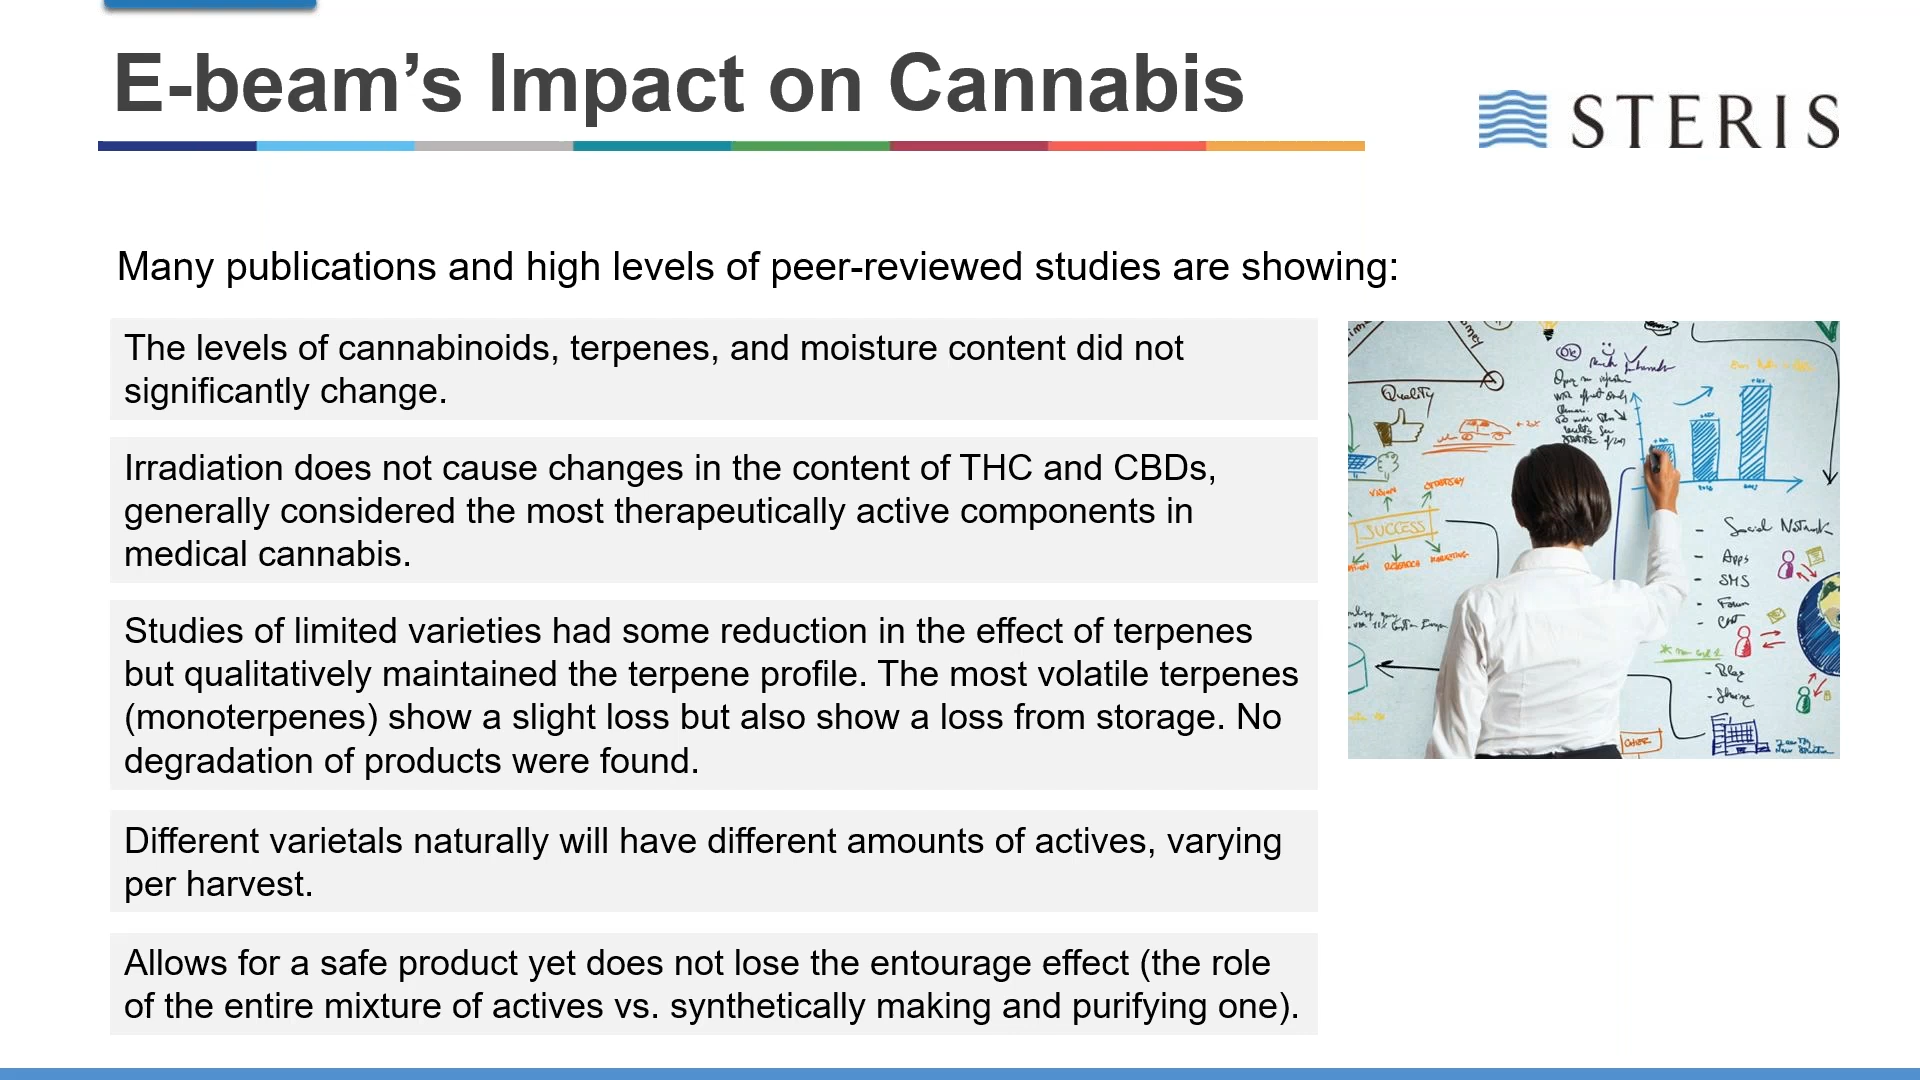 E-beam’s Impact on Cannabis
STERIS
Many publications and high levels of peer-reviewed studies are showing:
The levels of cannabinoids, terpenes, and moisture content did not
significantly change.
Irradiation does not cause changes in the content of THC and CBDs,
generally considered the most therapeutically active components in
medical cannabis.
Studies of limited varieties had some reduction in the effect of terpenes
but qualitatively maintained the terpene profile. The most volatile terpenes
(monoterpenes) show a slight loss but also show a loss from storage. No
degradation of products were found.
Different varietals naturally will have different amounts of actives, varying
per harvest.
Allows for a safe product yet does not lose the entourage effect (the role
of the entire mixture of actives vs. synthetically making and purifying one).
Quality
SUCCESS
VISION
RESEARCH
MARKETING
- Social Network
- Apps
- SMS
- Forum
- Blog